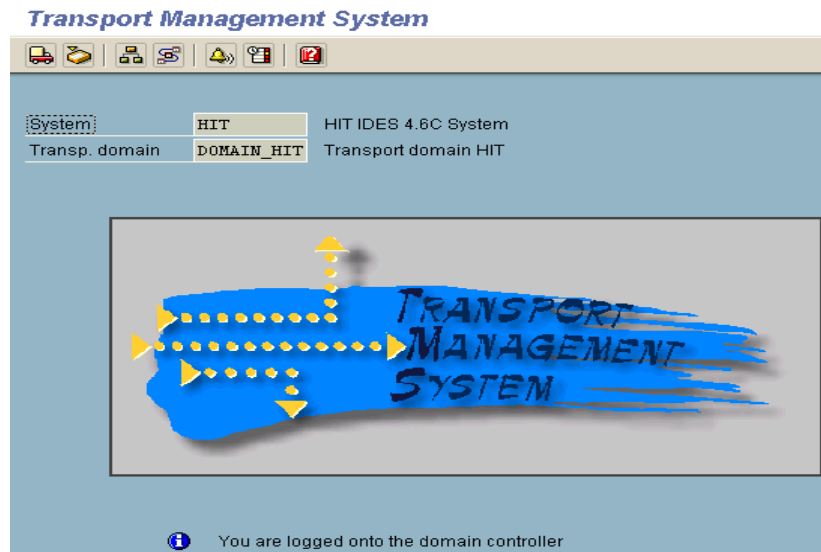 Transport Management System
System HIT HIT IDES 4.6C System
Transp. domain DOMAIN_HIT Transport domain HIT
TRANSPORT
MANAGEMENT
SYSTEM
You are logged onto the domain controller